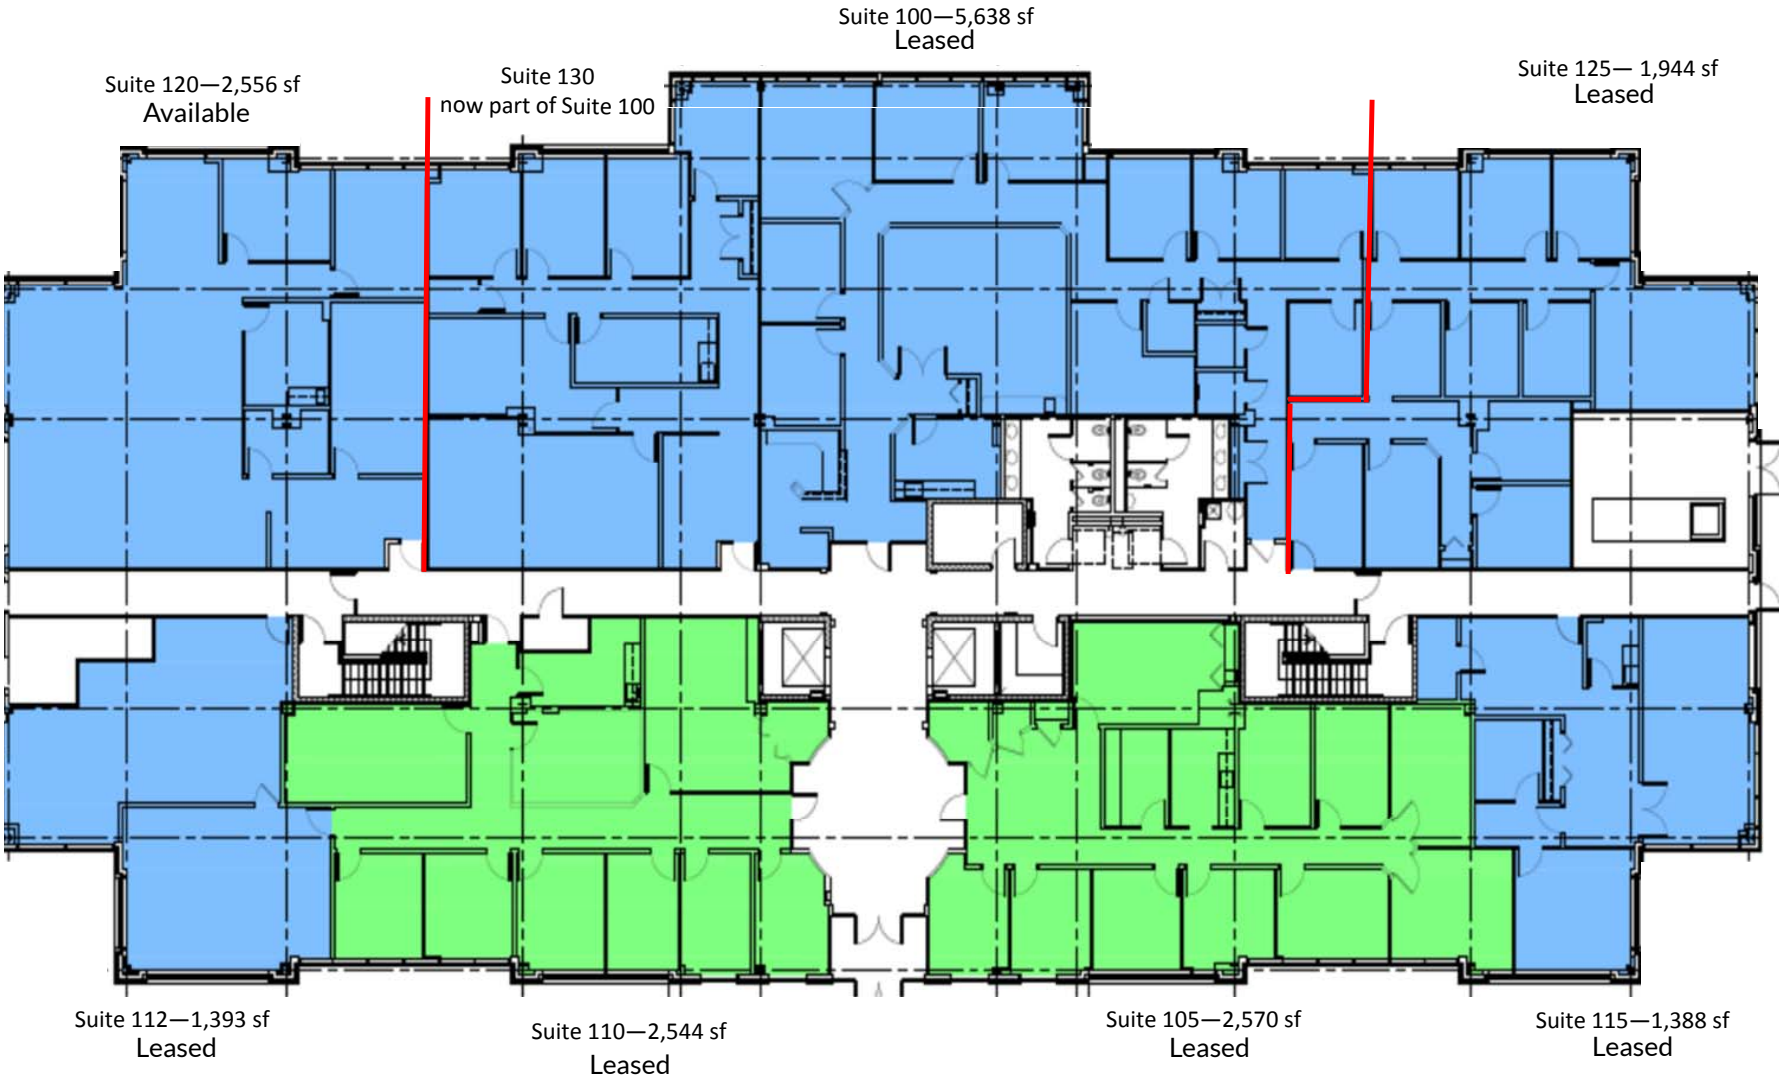 Suite 100—5,638 sf
Leased
Suite 120—2,556 sf
Available
Suite 130
now part of Suite 100
Suite 125— 1,944 sf
Leased
Suite 112—1,393 sf
Leased
Suite 110—2,544 sf
Leased
Suite 105—2,570 sf
Leased
Suite 115—1,388 sf
Leased